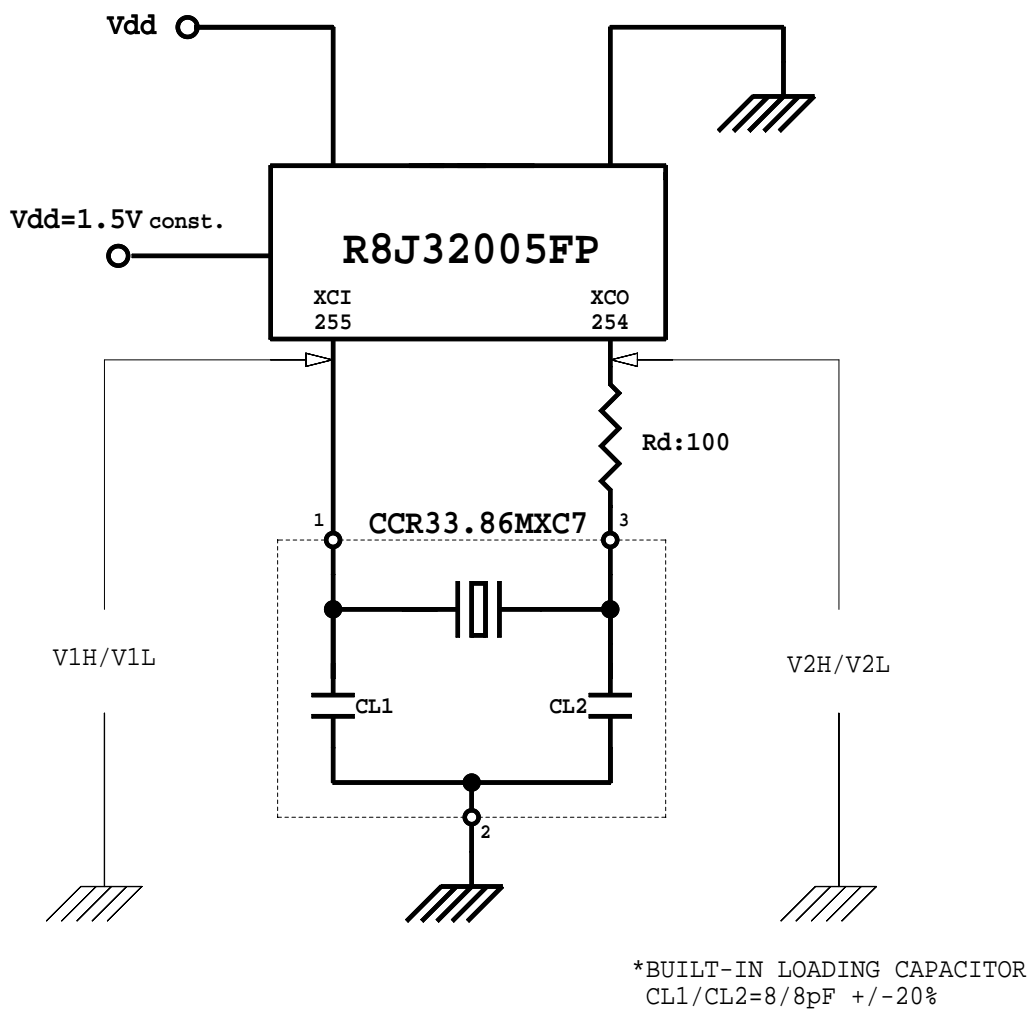 Vdd
Vdd=1.5V const.
R8J32005FP
XCI
255
XCO
254
Rd:100
1
CCR33.86MXC7
3
V1H/V1L
V2H/V2L
CL1
CL2
2
*BUILT-IN LOADING CAPACITOR
CL1/CL2=8/8pF +/-20%